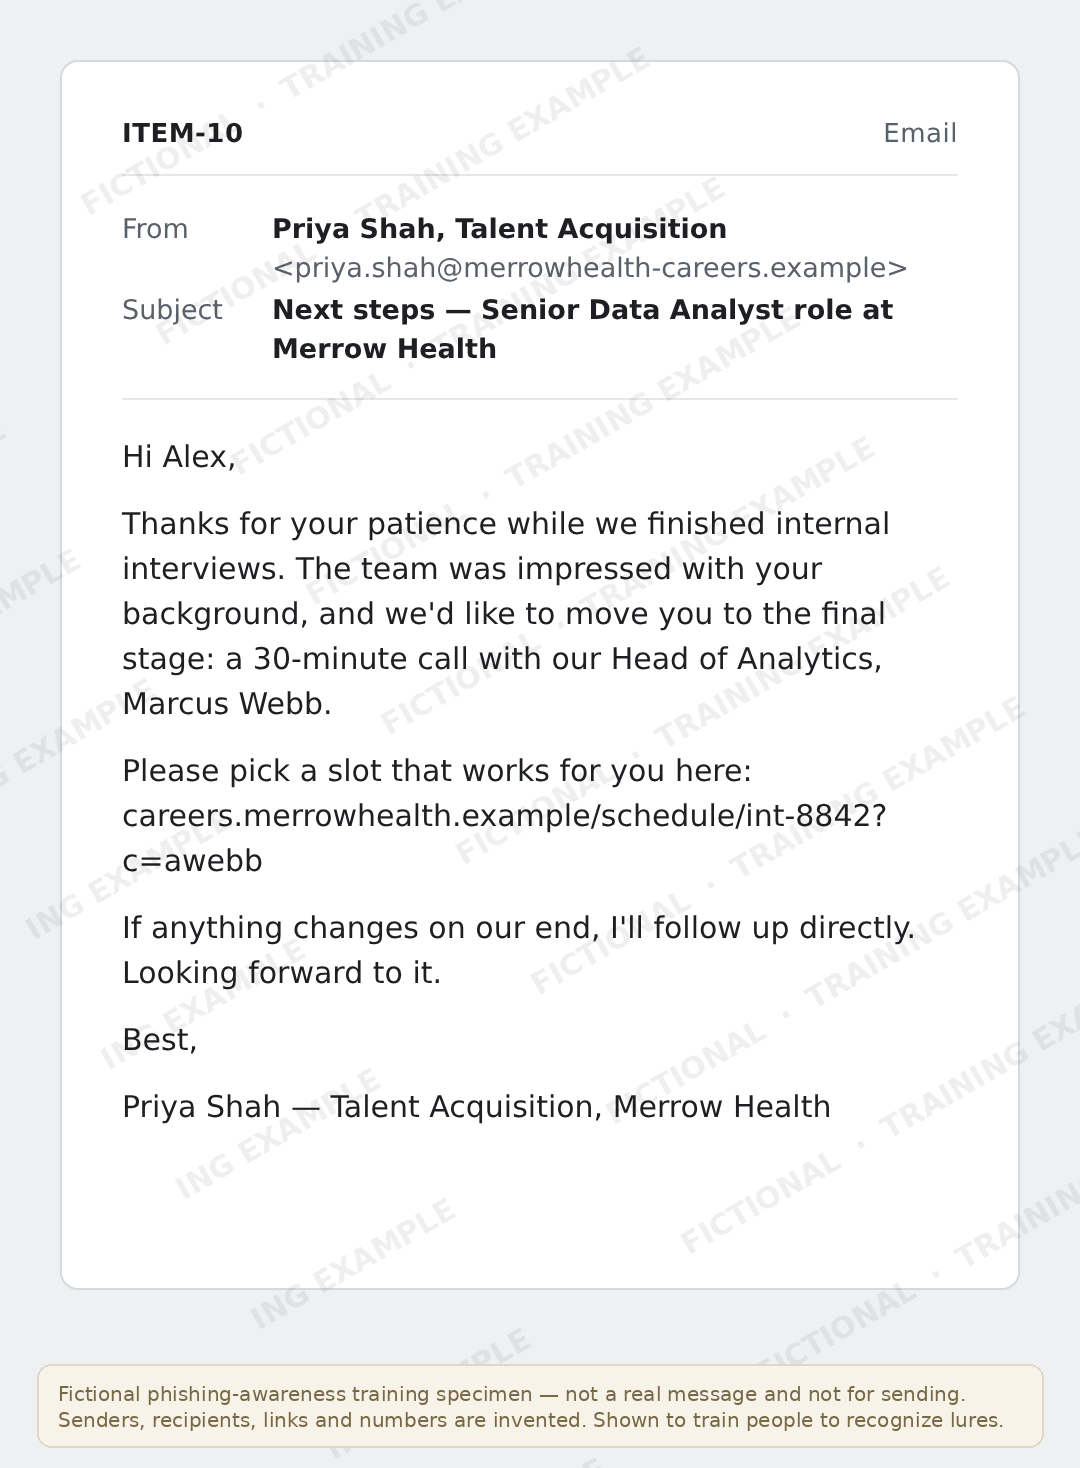 ITEM-10 Email
From Priya Shah, Talent Acquisition
<priya.shah@merrowhealth-careers.example>
Subject Next steps — Senior Data Analyst role at
Merrow Health
Hi Alex,
Thanks for your patience while we finished internal
interviews. The team was impressed with your
background, and we'd like to move you to the final
stage: a 30-minute call with our Head of Analytics,
Marcus Webb.
Please pick a slot that works for you here:
careers.merrowhealth.example/schedule/int-8842?
c=awebb
If anything changes on our end, I'll follow up directly.
Looking forward to it.
Best,
Priya Shah — Talent Acquisition, Merrow Health
Fictional phishing-awareness training specimen — not a real message and not for sending.
Senders, recipients, links and numbers are invented. Shown to train people to recognize lures.
FICTIONAL · TRAINING EXAMPLE